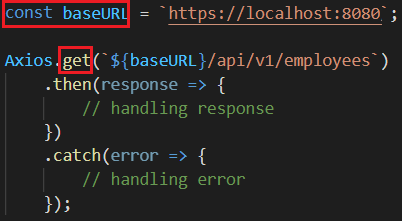 const baseURL = `https://localhost:8080`;
Axios.get(`${baseURL}/api/v1/employees`)
.then(response => {
// handling response
})
.catch(error => {
// handling error
});